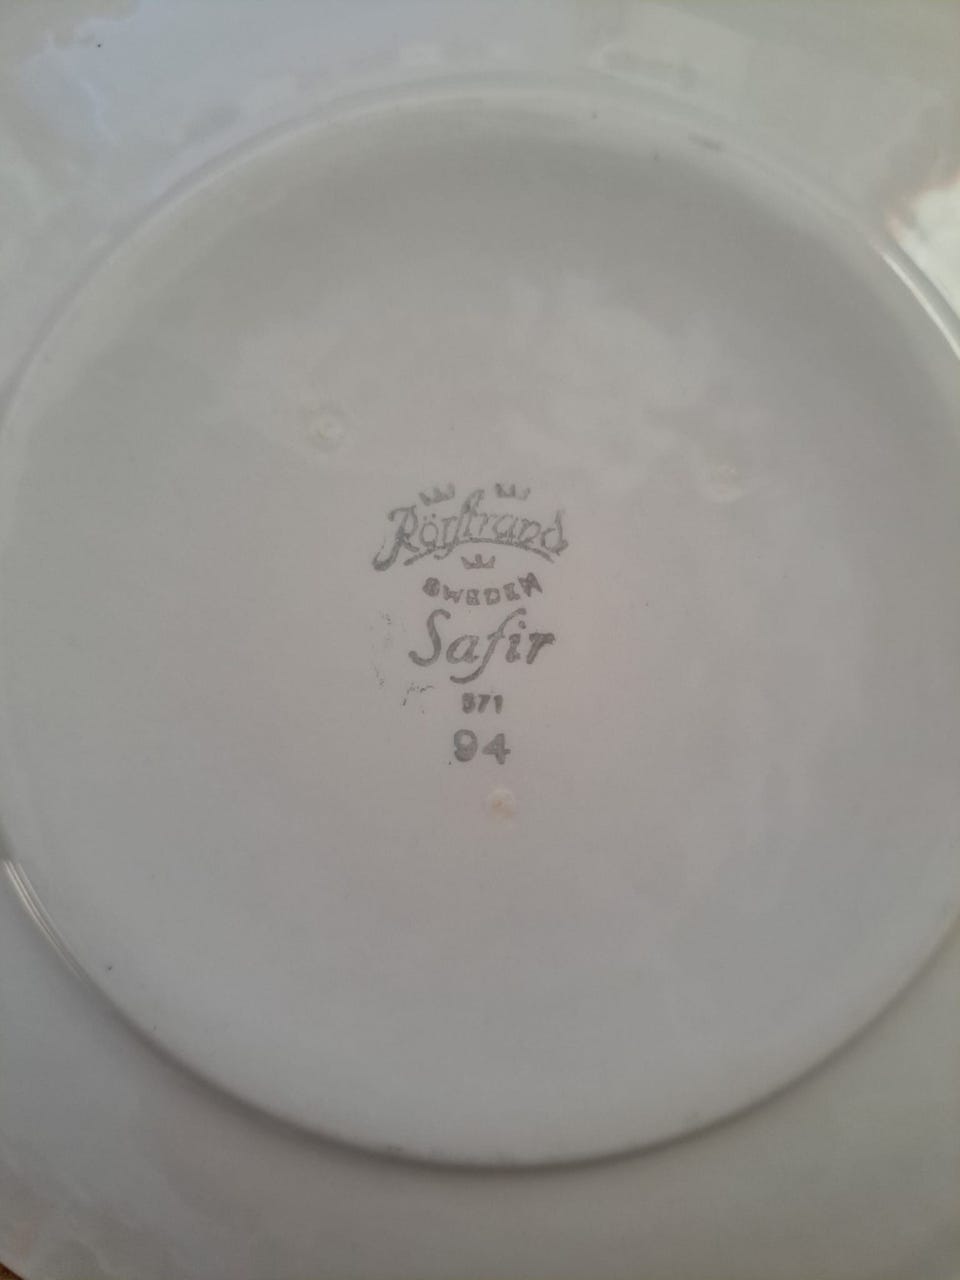 Rörstrand
SWEDEN
Safir
94